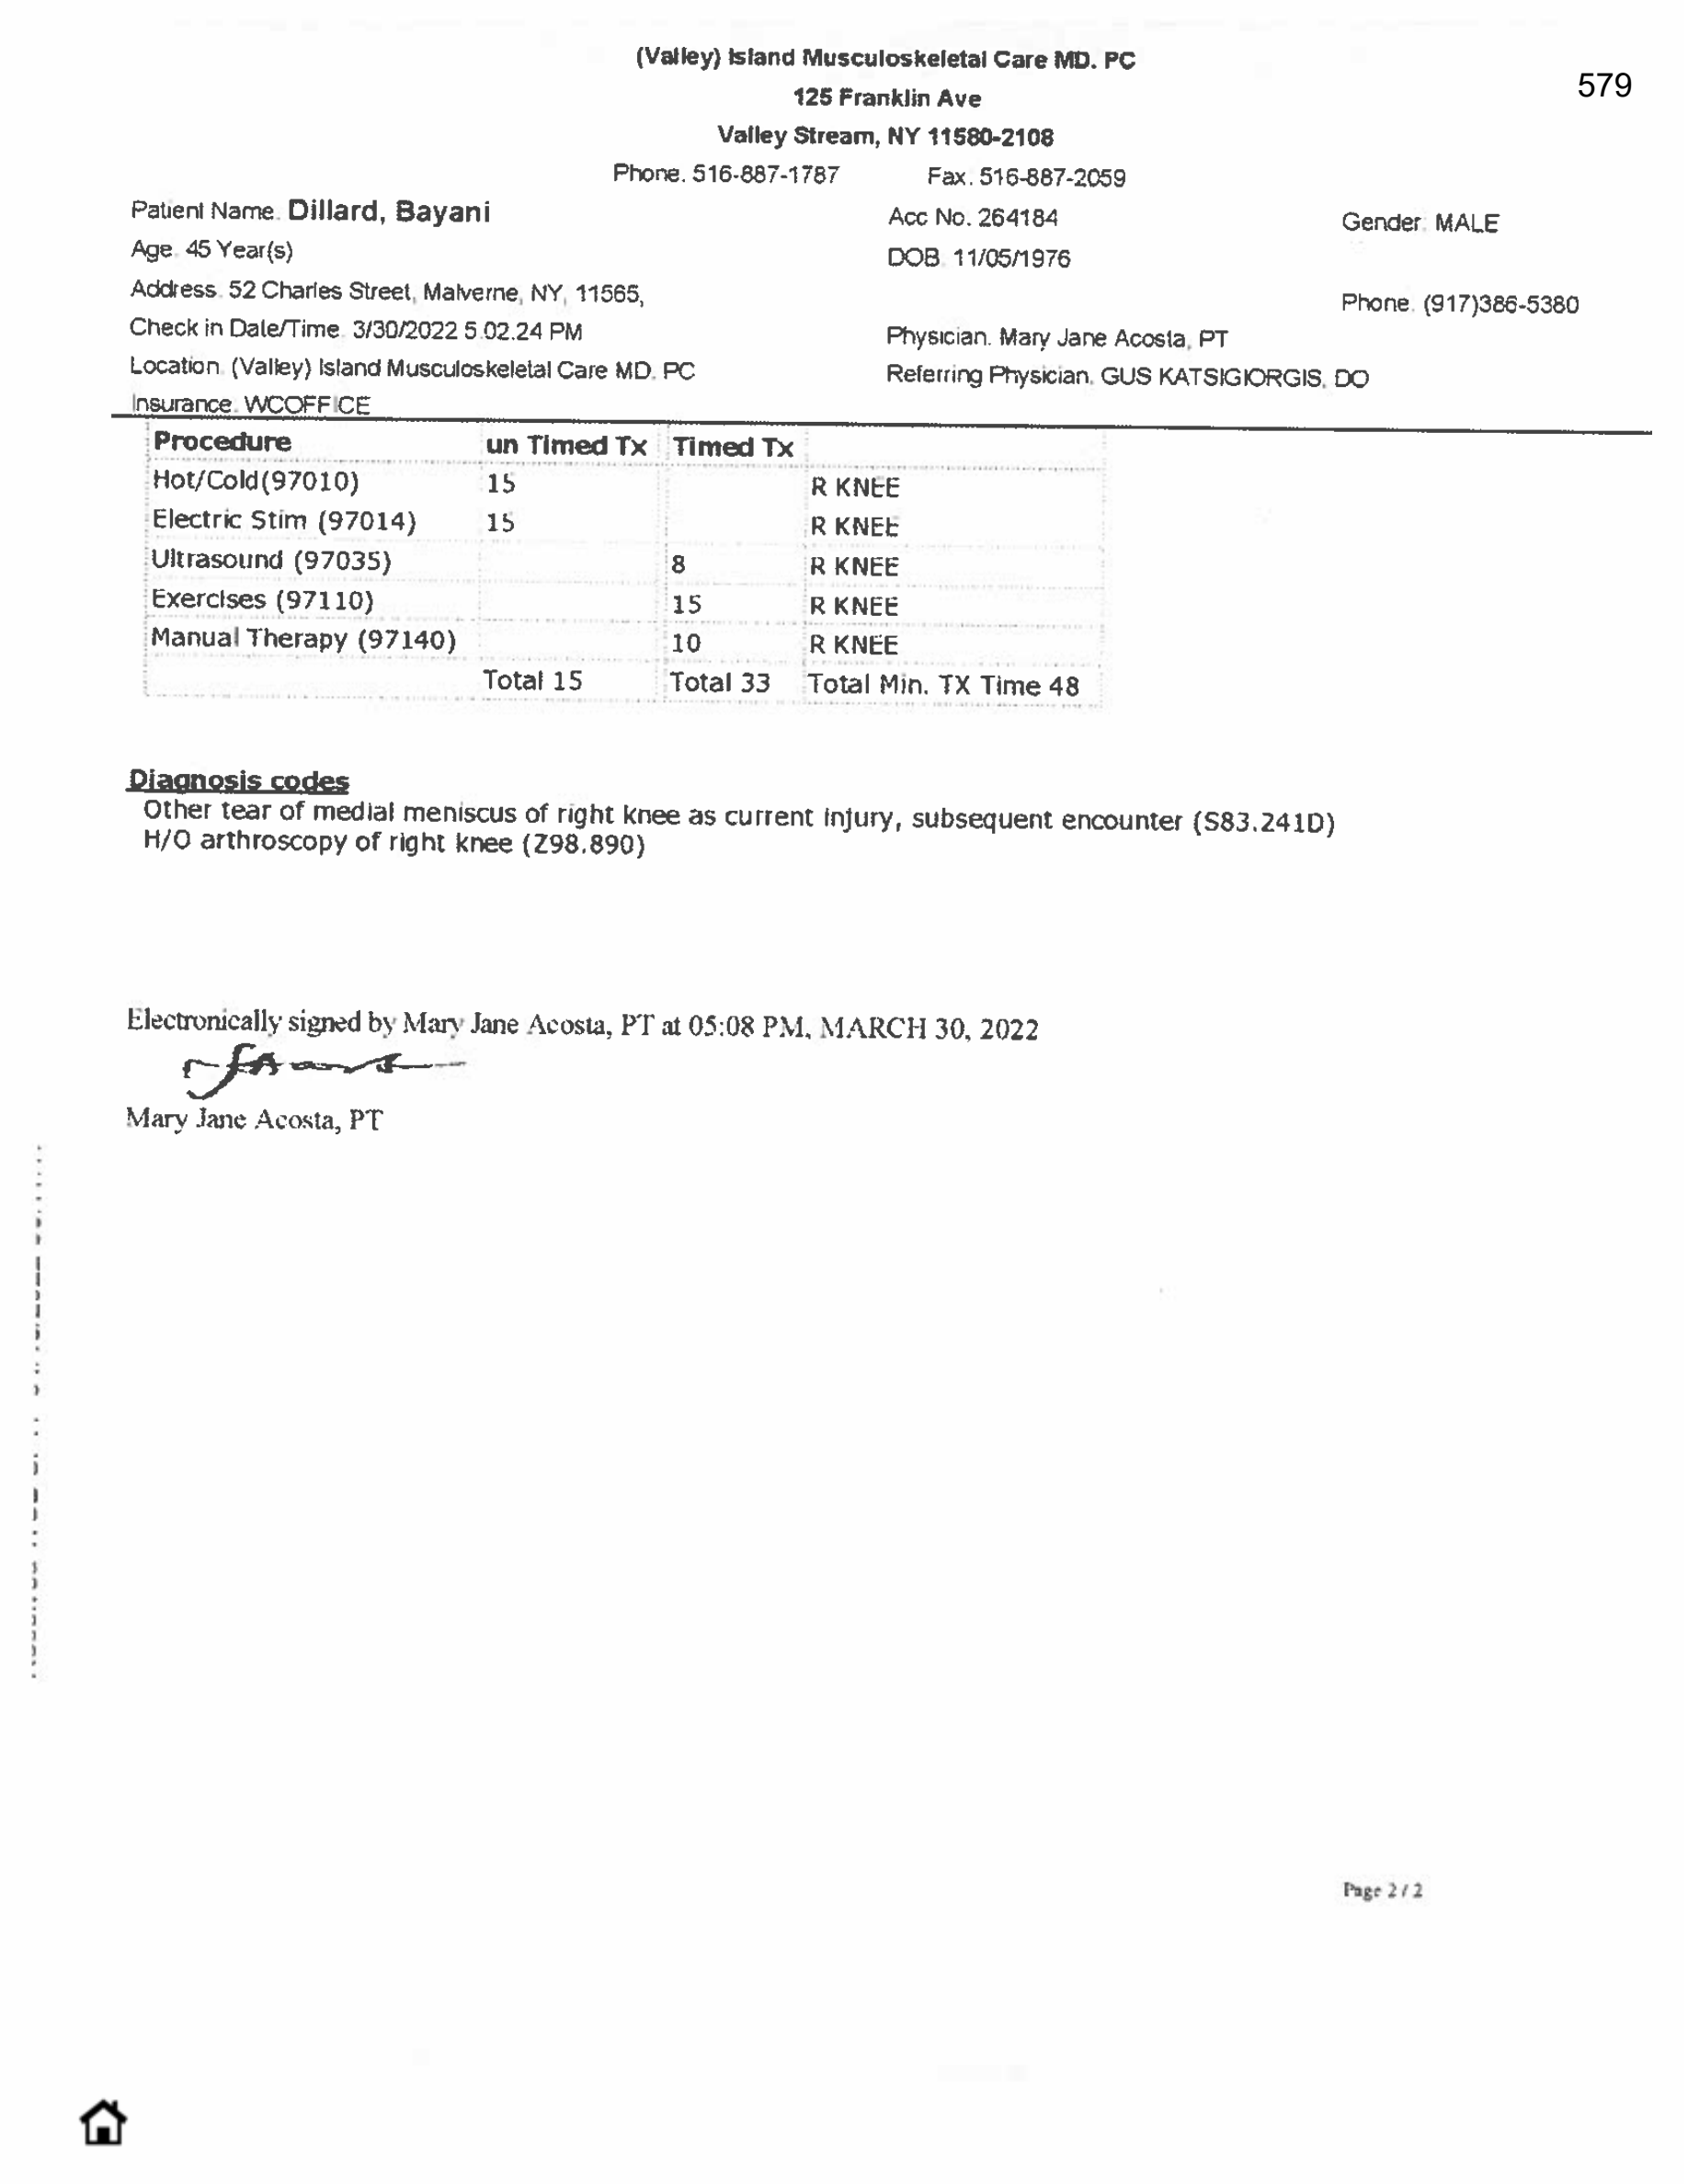 (Valley) Island Musculoskeletal Care MD. PC
579
125 Franklin Ave
Valley Stream, NY 11580-2108
Phone. 516-887-1787 Fax. 516-887-2059
Patient Name. Dillard, Bayani Acc No. 264184 Gender. MALE
Age. 45 Year(s) DOB. 11/05/1976
Address. 52 Charles Street, Malverne, NY, 11565, Phone. (917)386-5380
Check in Date/Time. 3/30/2022 5.02.24 PM Physician. Mary Jane Acosta, PT
Location. (Valley) Island Musculoskeletal Care MD. PC Referring Physician. GUS KATSIGIORGIS, DO
Insurance. WCOFFICE
Procedure un Timed Tx Timed Tx
Hot/Cold(97010) 15 R KNEE
Electric Stim (97014) 15 R KNEE
Ultrasound (97035) 8 R KNEE
Exercises (97110) 15 R KNEE
Manual Therapy (97140) 10 R KNEE
Total 15 Total 33 Total Min. TX Time 48
Diagnosis codes
Other tear of medial meniscus of right knee as current injury, subsequent encounter (S83.241D)
H/O arthroscopy of right knee (Z98.890)
Electronically signed by Mary Jane Acosta, PT at 05:08 PM, MARCH 30, 2022
Mary Jane Acosta, PT
Page 2 / 2